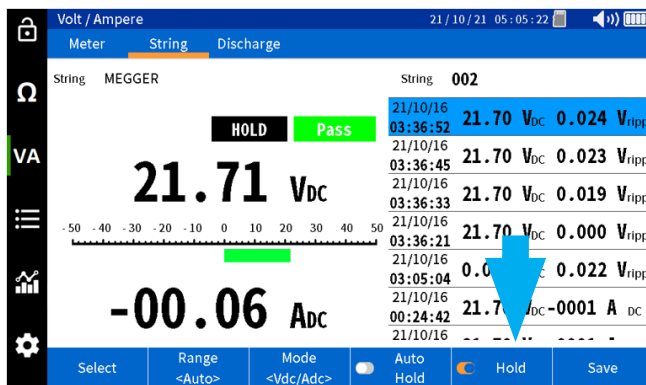 Volt / Ampere 21/10/21 05:05:22
Meter String Discharge
String MEGGER
String 002
Ω
VA
HOLD Pass
21.71 VDC
-50 -40 -30 -20 -10 0 10 20 30 40 50
-00.06 ADC
21/10/16
03:36:52 21.70 VDC 0.024 Vripp
21/10/16
03:36:45 21.70 VDC 0.023 Vripp
21/10/16
03:36:33 21.70 VDC 0.019 Vripp
21/10/16
03:36:21 21.70 VDC 0.000 Vripp
21/10/16
03:05:04 0.022 Vripp
21/10/16
00:24:42 DC -0001 A DC
21/10/16
Select
Range
<Auto>
Mode
<Vdc/Adc>
Auto
Hold
Hold
Save